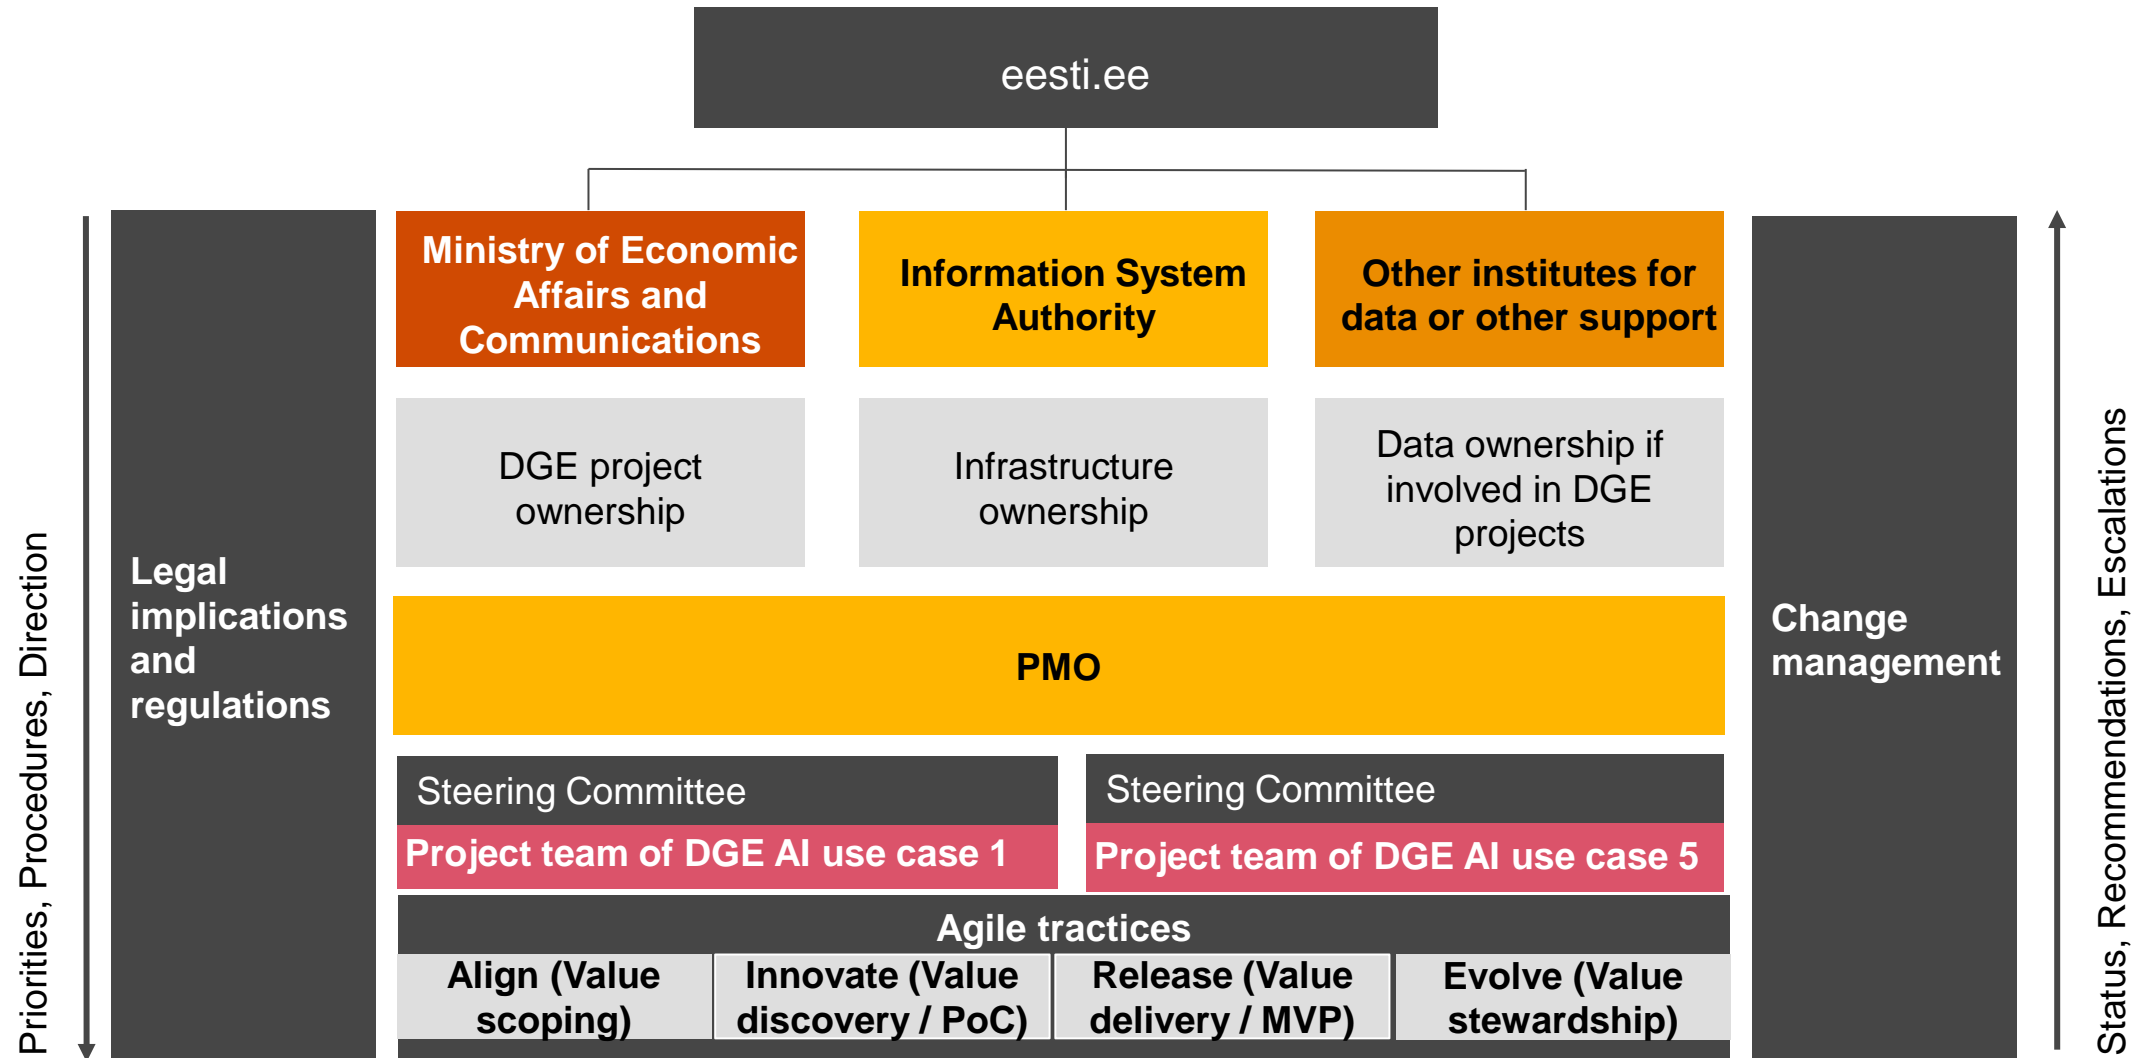 eesti.ee
Ministry of Economic
Affairs and
Communications
Information System
Authority
Other institutes for
data or other support
DGE project
ownership
Infrastructure
ownership
Data ownership if
involved in DGE
projects
Priorities, Procedures, Direction
Legal
implications
and
regulations
PMO
Change
management
Status, Recommendations, Escalations
Steering Committee
Project team of DGE AI use case 1
Steering Committee
Project team of DGE AI use case 5
Agile tractices
Align (Value
scoping)
Innovate (Value
discovery / PoC)
Release (Value
delivery / MVP)
Evolve (Value
stewardship)